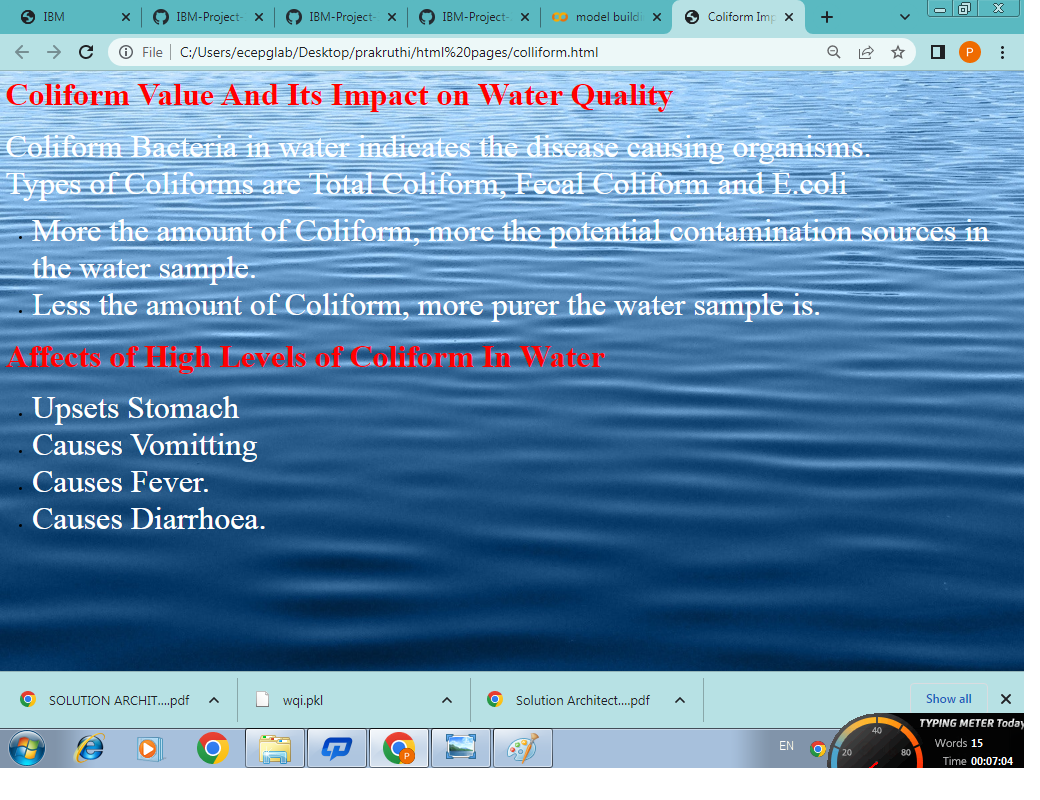 IBM
IBM-Project-
IBM-Project-
IBM-Project-
model buildi
Coliform Imp
File
C:/Users/ecepglab/Desktop/prakruthi/html%20pages/colliform.html
P
Coliform Value And Its Impact on Water Quality
Coliform Bacteria in water indicates the disease causing organisms.
Types of Coliforms are Total Coliform, Fecal Coliform and E.coli
More the amount of Coliform, more the potential contamination sources in
the water sample.
Less the amount of Coliform, more purer the water sample is.
Affects of High Levels of Coliform In Water
Upsets Stomach
Causes Vomitting
Causes Fever.
Causes Diarrhoea.
SOLUTION ARCHIT....pdf
wqi.pkl
Solution Architect....pdf
Show all
P
EN
20 40 80
TYPING METER Today
Words 15
Time 00:07:04